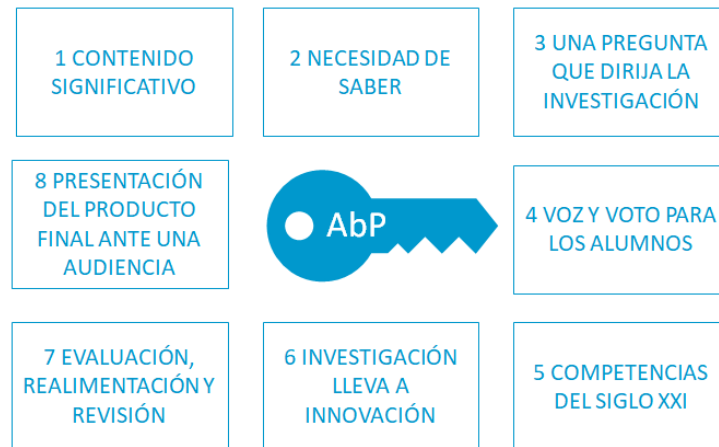 1 CONTENIDO
SIGNIFICATIVO
2 NECESIDAD DE
SABER
3 UNA PREGUNTA
QUE DIRIJA LA
INVESTIGACIÓN
8 PRESENTACIÓN
DEL PRODUCTO
FINAL ANTE UNA
AUDIENCIA
AbP
4 VOZ Y VOTO PARA
LOS ALUMNOS
7 EVALUACIÓN,
REALIMENTACIÓN Y
REVISIÓN
6 INVESTIGACIÓN
LLEVA A
INNOVACIÓN
5 COMPETENCIAS
DEL SIGLO XXI